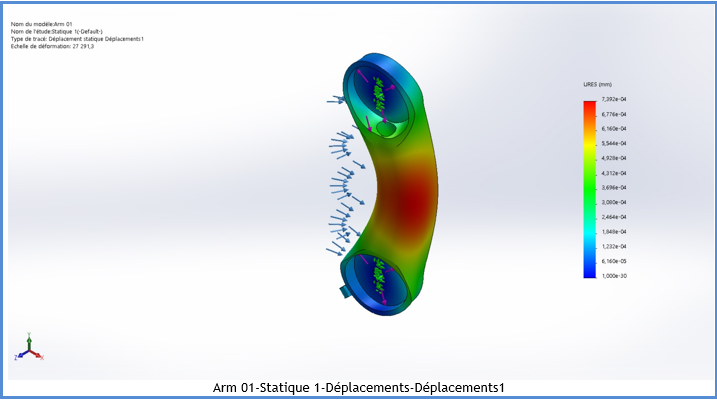 Nom du modèle:Arm 01
Nom de l'étude:Statique 1(-Default-)
Type de tracé: Déplacement statique Déplacements1
Echelle de déformation: 27 291,3
URES (mm)
7,392e-04
6,776e-04
6,160e-04
5,544e-04
4,928e-04
4,312e-04
3,696e-04
3,080e-04
2,464e-04
1,848e-04
1,232e-04
6,160e-05
1,000e-30
Y
Z
X
Arm 01-Statique 1-Déplacements-Déplacements1